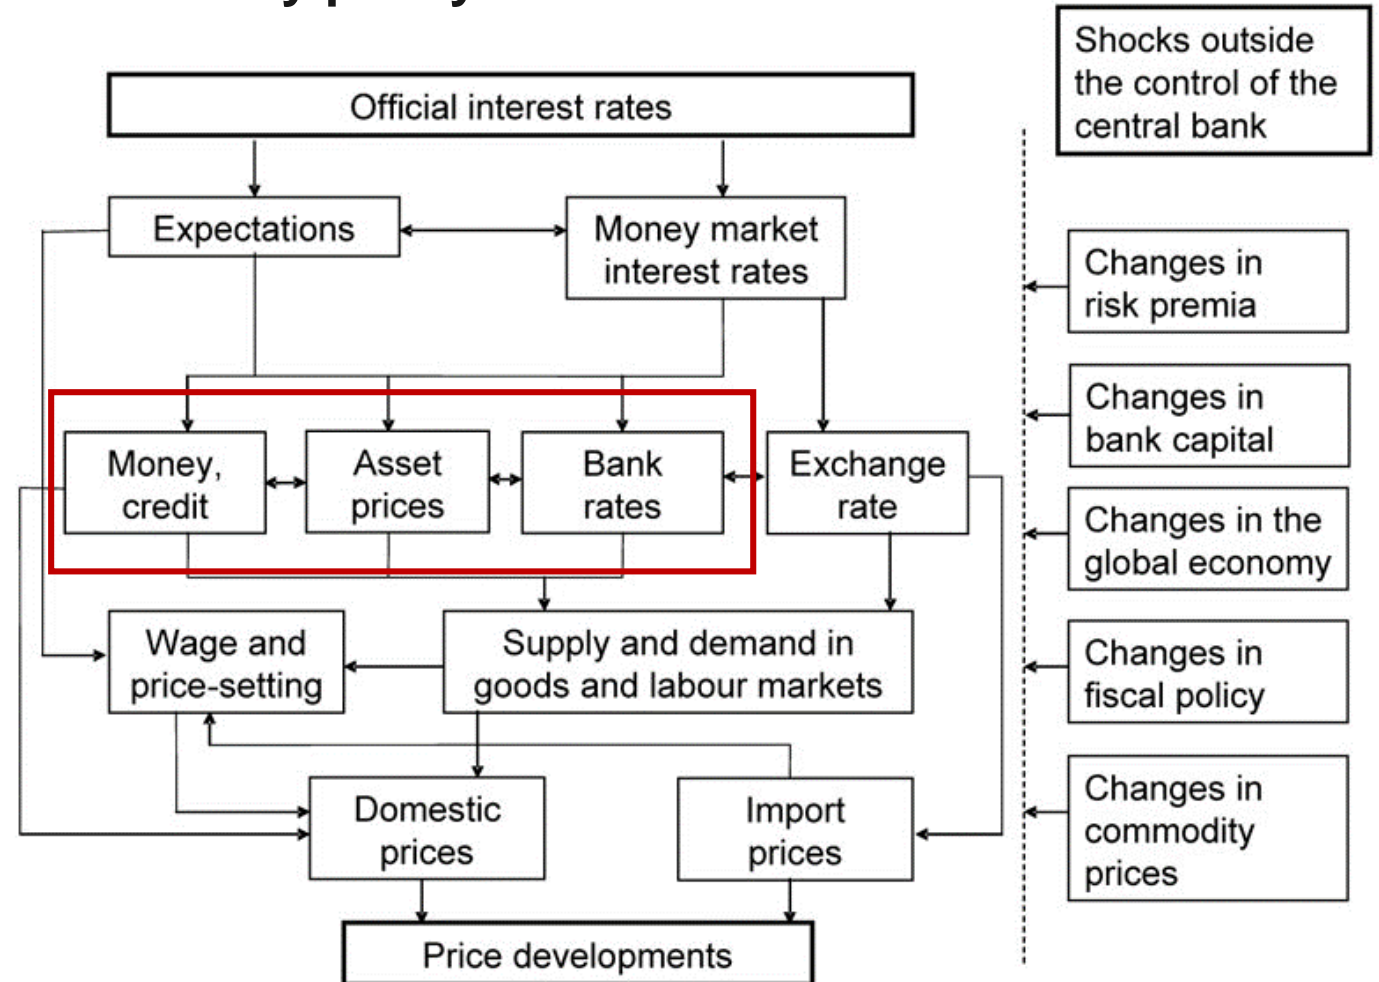 Official interest rates
Shocks outside
the control of the
central bank
Expectations
Money market
interest rates
Changes in
risk premia
Changes in
bank capital
Money,
credit
Asset
prices
Bank
rates
Exchange
rate
Changes in the
global economy
Wage and
price-setting
Supply and demand in
goods and labour markets
Changes in
fiscal policy
Domestic
prices
Import
prices
Changes in
commodity
prices
Price developments